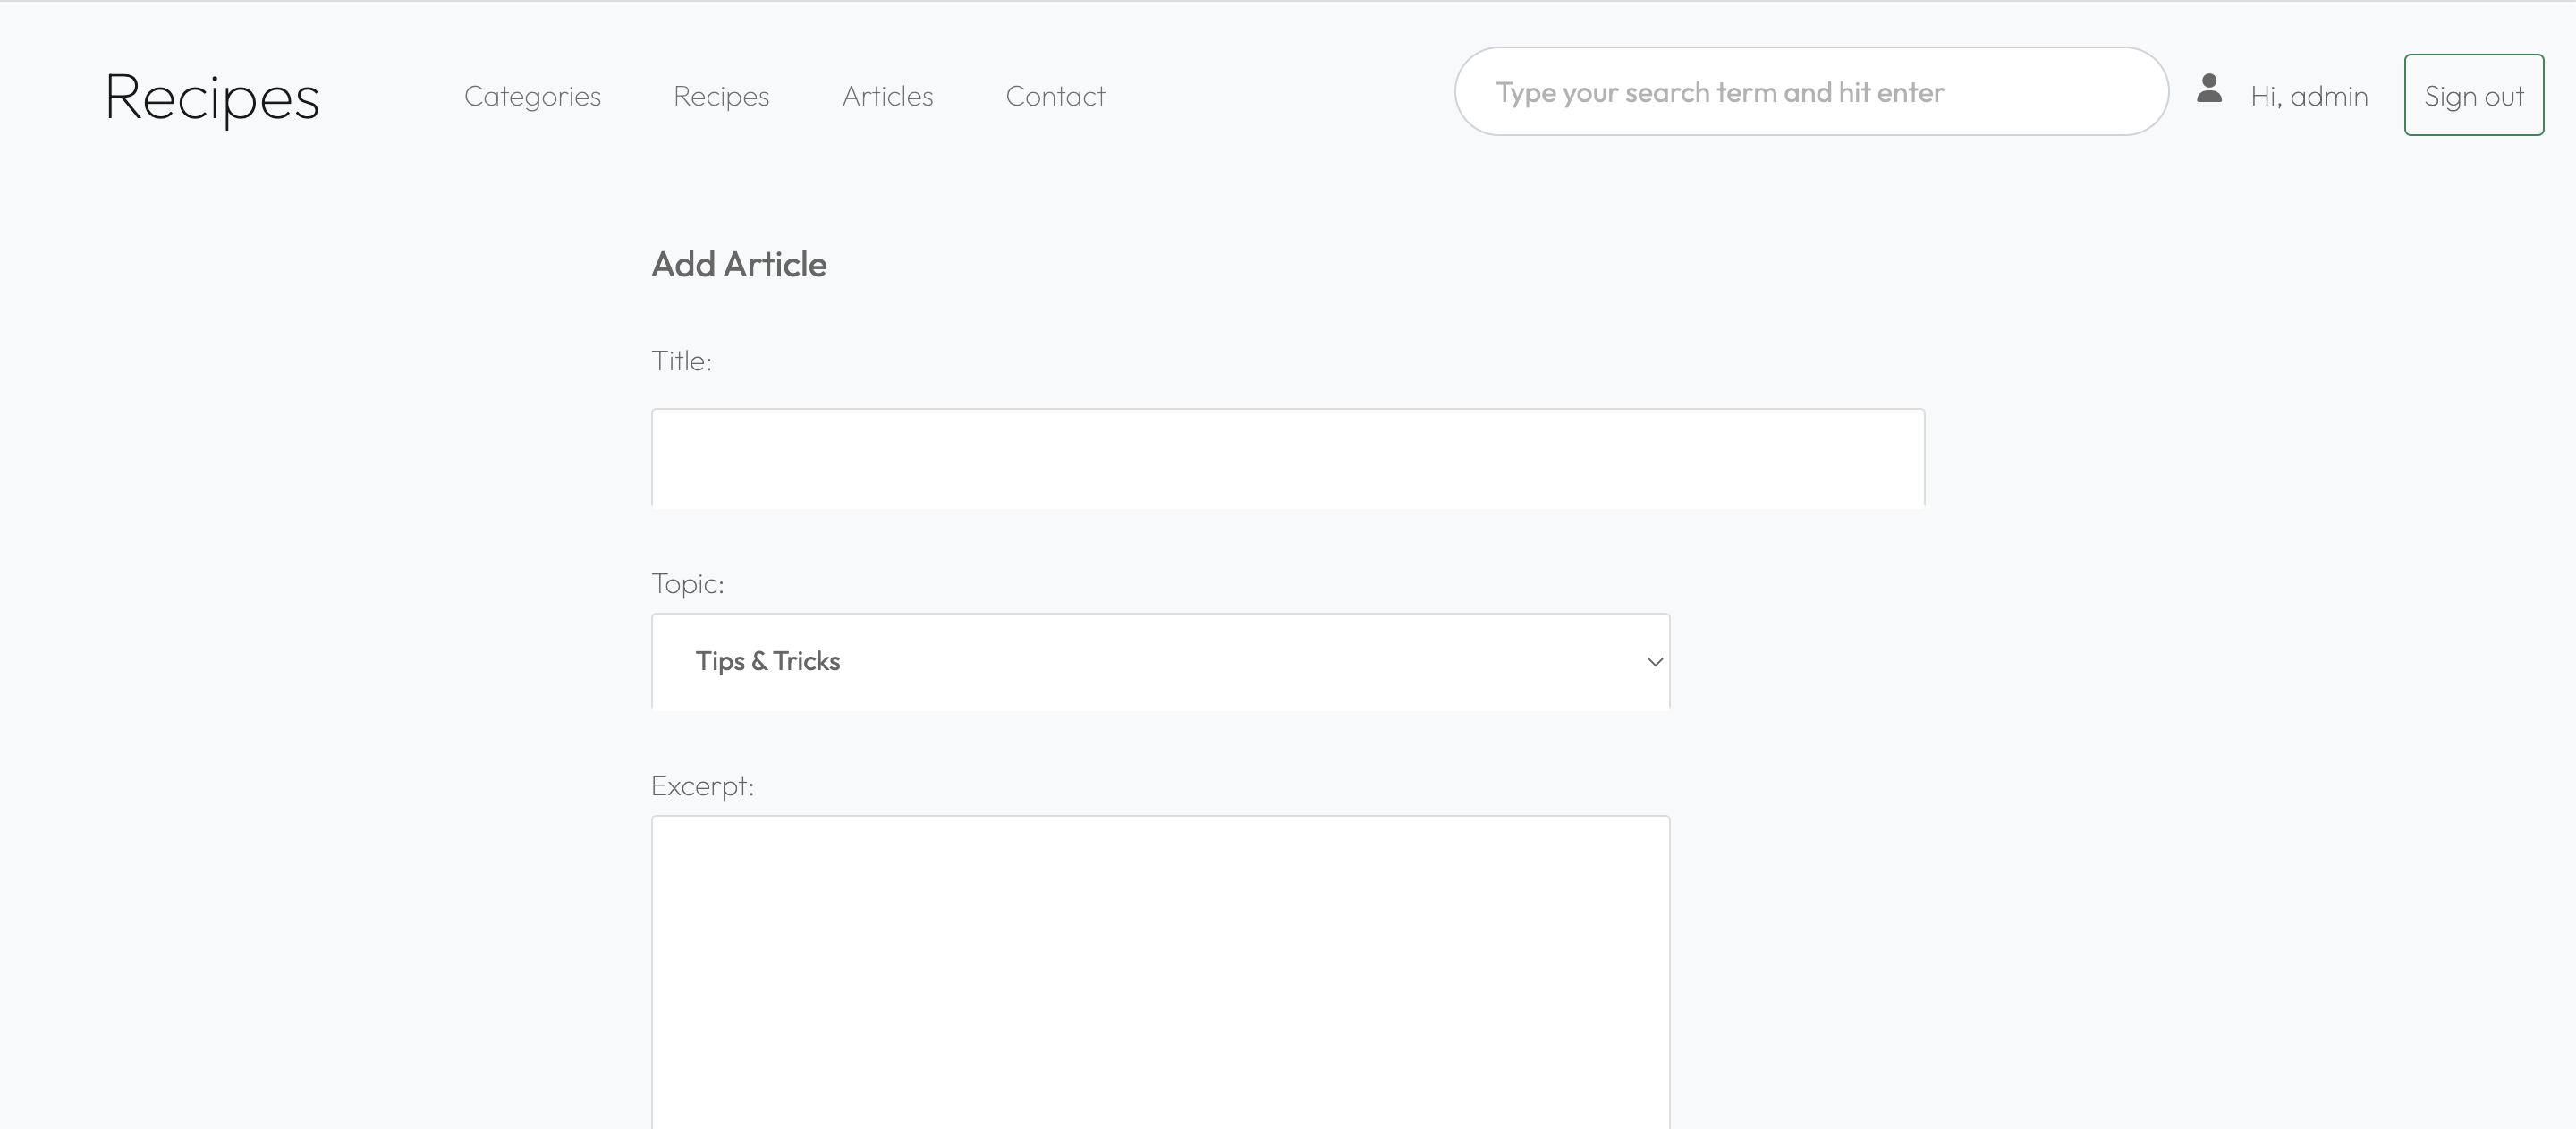 Recipes
Categories Recipes Articles Contact
Type your search term and hit enter
Hi, admin
Sign out
Add Article
Title:
Topic:
Tips & Tricks
Excerpt: